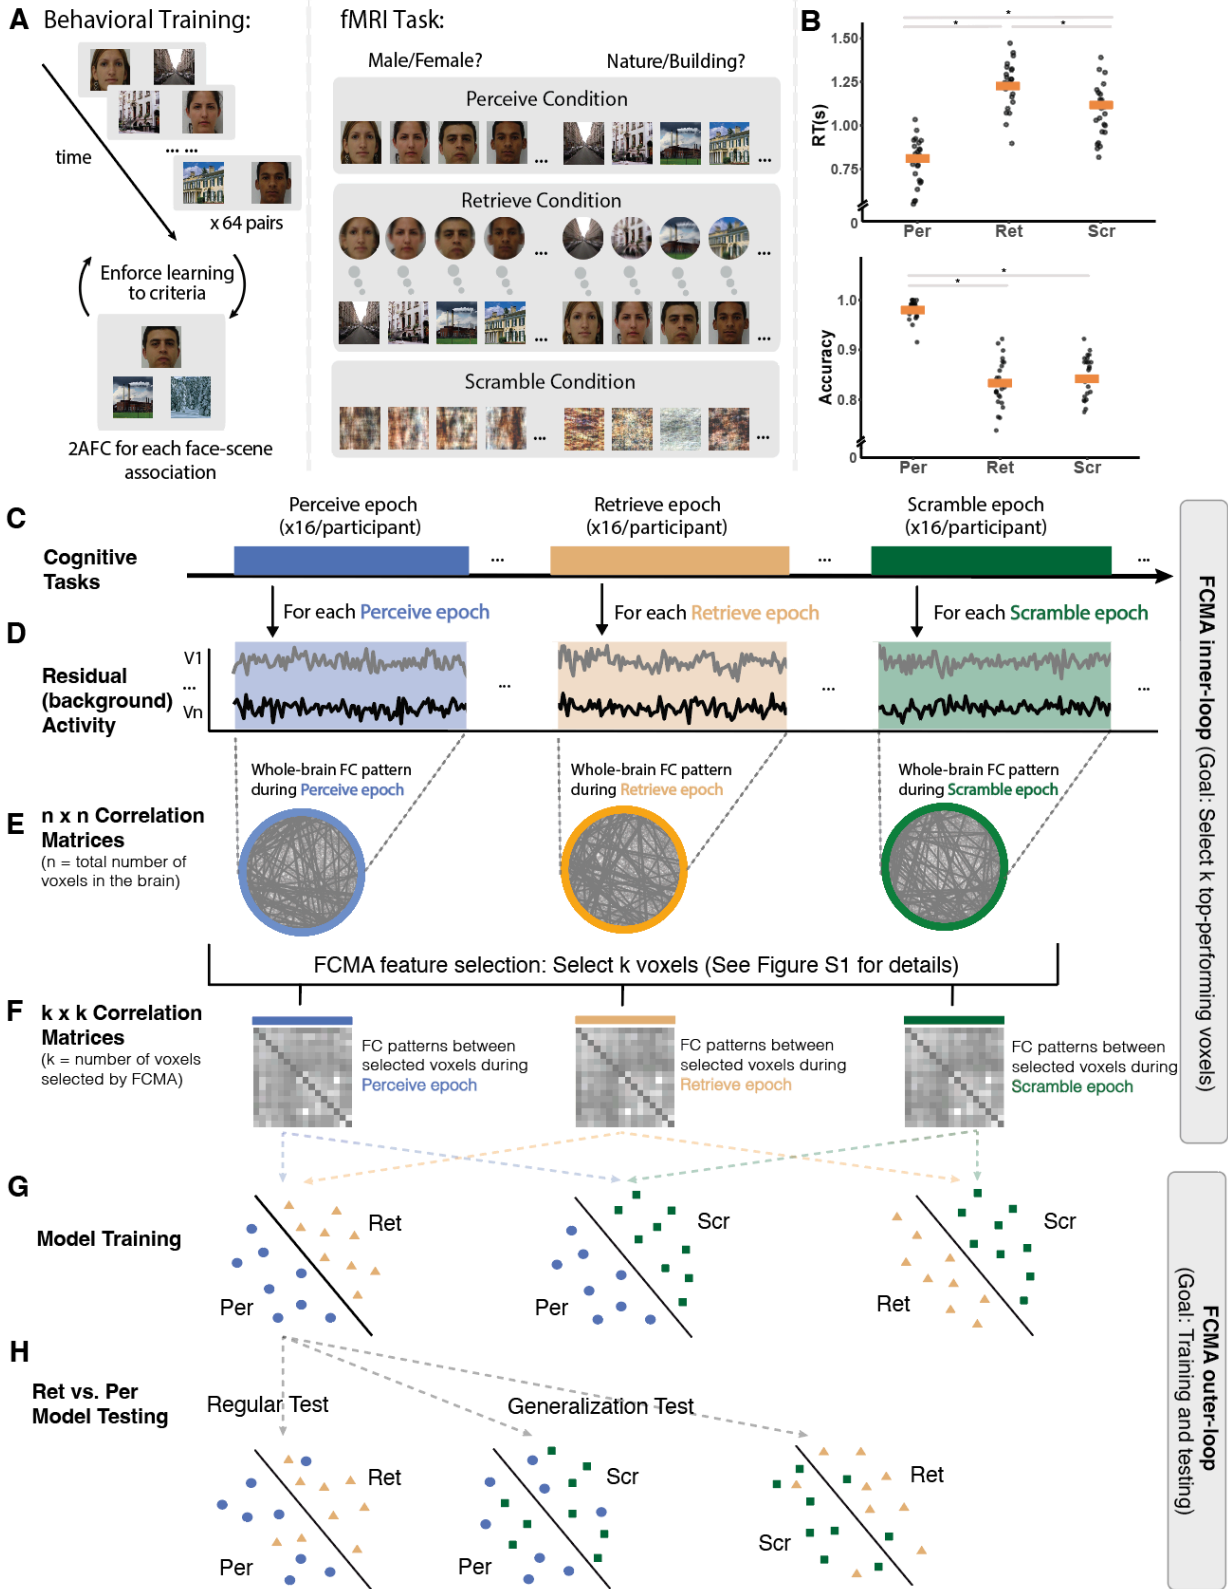 A
Behavioral Training:
time
... ...
x 64 pairs
Enforce learning
to criteria
2AFC for each face-scene
association
fMRI Task:
Male/Female?
Nature/Building?
Perceive Condition
...
...
Retrieve Condition
...
...
...
...
Scramble Condition
...
...
B
*
*
*
1.50
1.25
1.00
0.75
0
RT(s)
Per
Ret
Scr
*
*
1.0
0.9
0.8
0
Accuracy
Per
Ret
Scr
C
Cognitive
Tasks
Perceive epoch
(x16/participant)
...
Retrieve epoch
(x16/participant)
...
Scramble epoch
(x16/participant)
...
For each Perceive epoch
For each Retrieve epoch
For each Scramble epoch
D
Residual
(background)
Activity
V1
...
Vn
...
...
...
E
n x n Correlation
Matrices
(n = total number of
voxels in the brain)
Whole-brain FC pattern
during Perceive epoch
Whole-brain FC pattern
during Retrieve epoch
Whole-brain FC pattern
during Scramble epoch
FCMA feature selection: Select k voxels (See Figure S1 for details)
F
k x k Correlation
Matrices
(k = number of voxels
selected by FCMA)
FC patterns between
selected voxels during
Perceive epoch
FC patterns between
selected voxels during
Retrieve epoch
FC patterns between
selected voxels during
Scramble epoch
FCMA inner-loop (Goal: Select k top-performing voxels)
G
Model Training
Ret
Per
Scr
Per
Scr
Ret
H
Ret vs. Per
Model Testing
Regular Test
Generalization Test
Ret
Per
Scr
Per
Ret
Scr
FCMA outer-loop
(Goal: Training and testing)